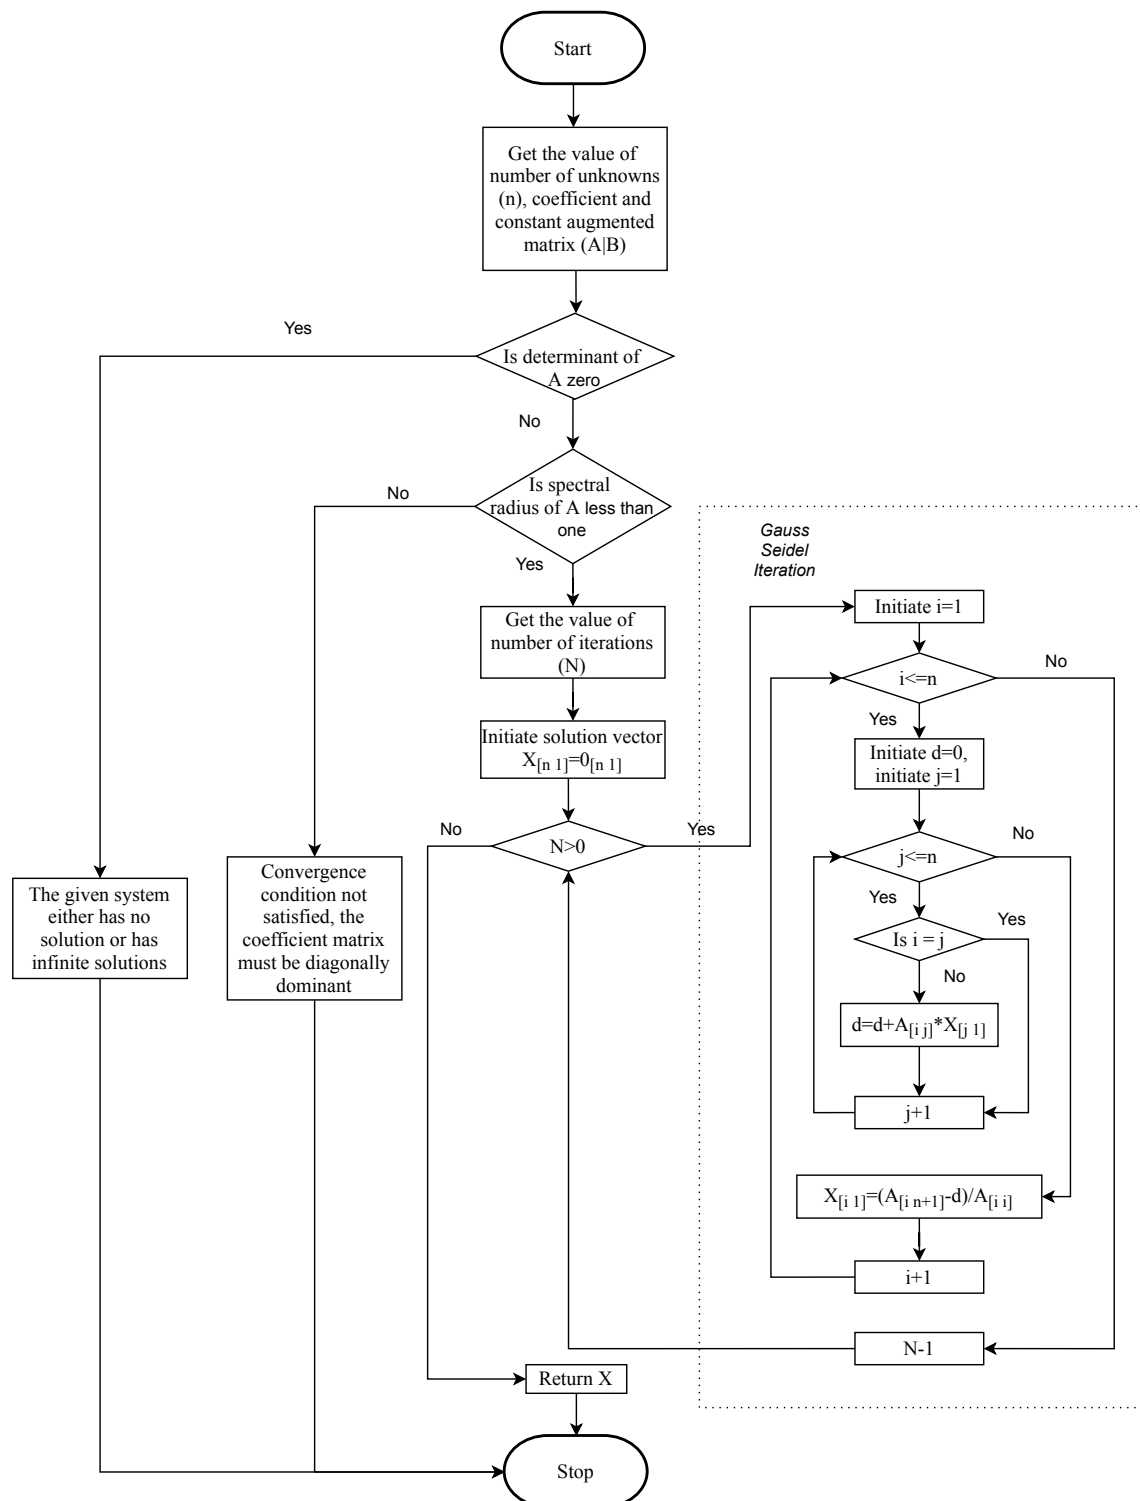 Start
Get the value of
number of unknowns
(n), coefficient and
constant augmented
matrix (A|B)
Yes
Is determinant of
A zero
No
Is spectral
radius of A less than
one
No
Yes
Get the value of
number of iterations
(N)
Initiate solution vector
X[n 1]=0[n 1]
No
N>0
Yes
The given system
either has no
solution or has
infinite solutions
Convergence
condition not
satisfied, the
coefficient matrix
must be diagonally
dominant
Gauss
Seidel
Iteration
Initiate i=1
i<=n
No
Yes
Initiate d=0,
initiate j=1
j<=n
No
Yes
Is i = j
Yes
No
d=d+A[i j]*X[j 1]
j+1
X[i 1]=(A[i n+1]-d)/A[i i]
i+1
N-1
Return X
Stop